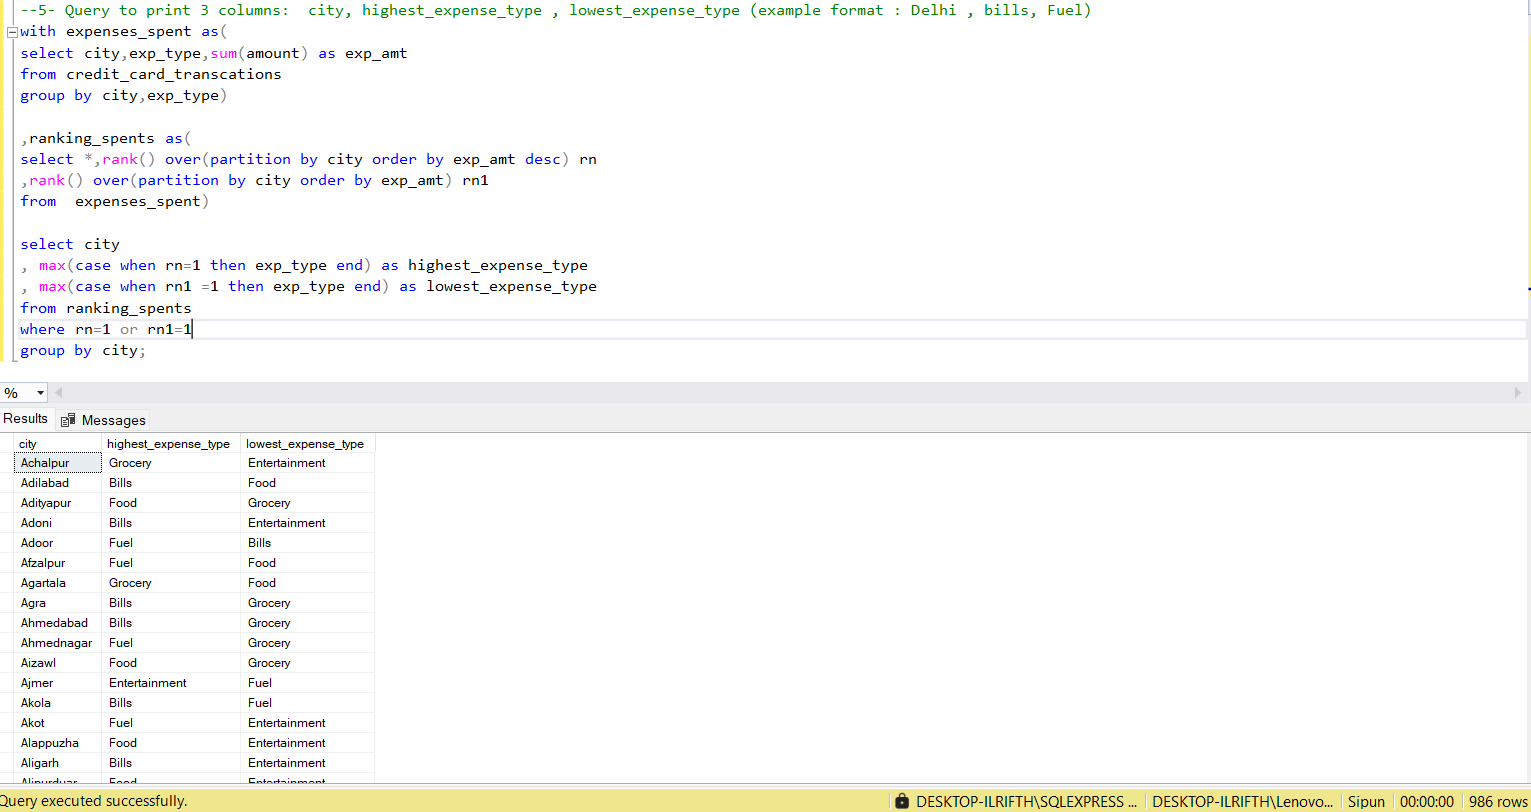 --5- Query to print 3 columns:  city, highest_expense_type , lowest_expense_type (example format : Delhi , bills, Fuel)
with expenses_spent as(
select city,exp_type,sum(amount) as exp_amt
from credit_card_transcations
group by city,exp_type)
,ranking_spents as(
select *,rank() over(partition by city order by exp_amt desc) rn
,rank() over(partition by city order by exp_amt) rn1
from  expenses_spent)
select city
, max(case when rn=1 then exp_type end) as highest_expense_type
, max(case when rn1 =1 then exp_type end) as lowest_expense_type
from ranking_spents
where rn=1 or rn1=1
group by city;
%
Results Messages
city highest_expense_type lowest_expense_type
Achalpur Grocery Entertainment
Adilabad Bills Food
Adityapur Food Grocery
Adoni Bills Entertainment
Adoor Fuel Bills
Afzalpur Fuel Food
Agartala Grocery Food
Agra Bills Grocery
Ahmedabad Bills Grocery
Ahmednagar Fuel Grocery
Aizawl Food Grocery
Ajmer Entertainment Fuel
Akola Bills Fuel
Akot Fuel Entertainment
Alappuzha Food Entertainment
Aligarh Bills Entertainment
Alipurduar Food Entertainment
Query executed successfully. DESKTOP-ILRIFTH\SQLEXPRESS ... DESKTOP-ILRIFTH\Lenovo... Sipun 00:00:00 986 rows